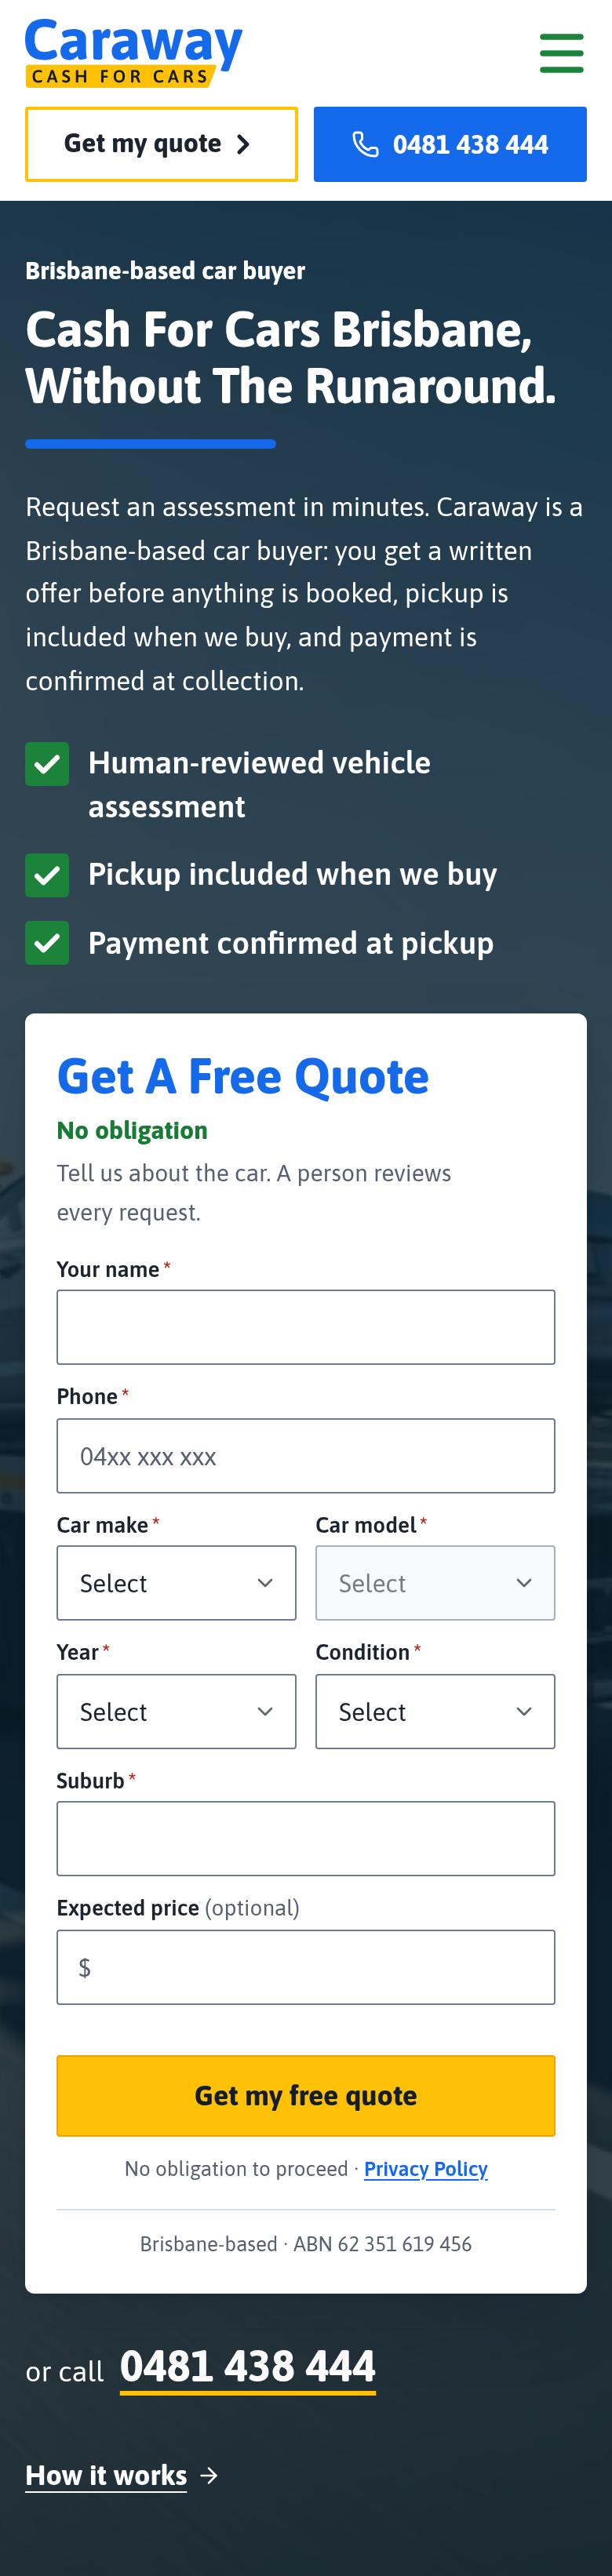 Caraway
CASH FOR CARS
Get my quote
0481 438 444
Brisbane-based car buyer
Cash For Cars Brisbane,
Without The Runaround.
Request an assessment in minutes. Caraway is a
Brisbane-based car buyer: you get a written
offer before anything is booked, pickup is
included when we buy, and payment is
confirmed at collection.
Human-reviewed vehicle
assessment
Pickup included when we buy
Payment confirmed at pickup
Get A Free Quote
No obligation
Tell us about the car. A person reviews
every request.
Your name *
Phone *
04xx xxx xxx
Car make * Car model *
Select Select
Year * Condition *
Select Select
Suburb *
Expected price (optional)
$
Get my free quote
No obligation to proceed · Privacy Policy
Brisbane-based · ABN 62 351 619 456
or call 0481 438 444
How it works →